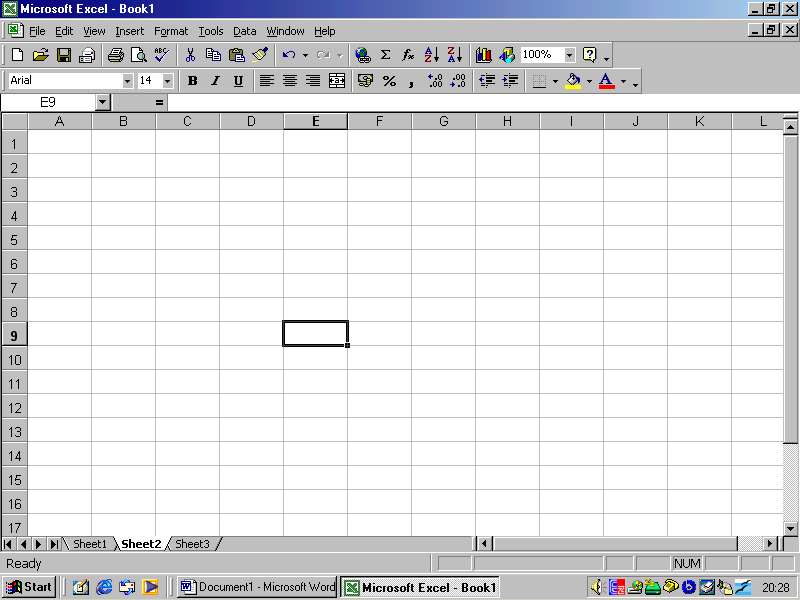 Microsoft Excel - Book1
File Edit View Insert Format Tools Data Window Help
100%
Arial 14 B I U % ,
E9 =
A B C D E F G H I J K L
1
2
3
4
5
6
7
8
9
10
11
12
13
14
15
16
17
Sheet1 Sheet2 Sheet3
Ready NUM
Start Document1 - Microsoft Word Microsoft Excel - Book1 20:28